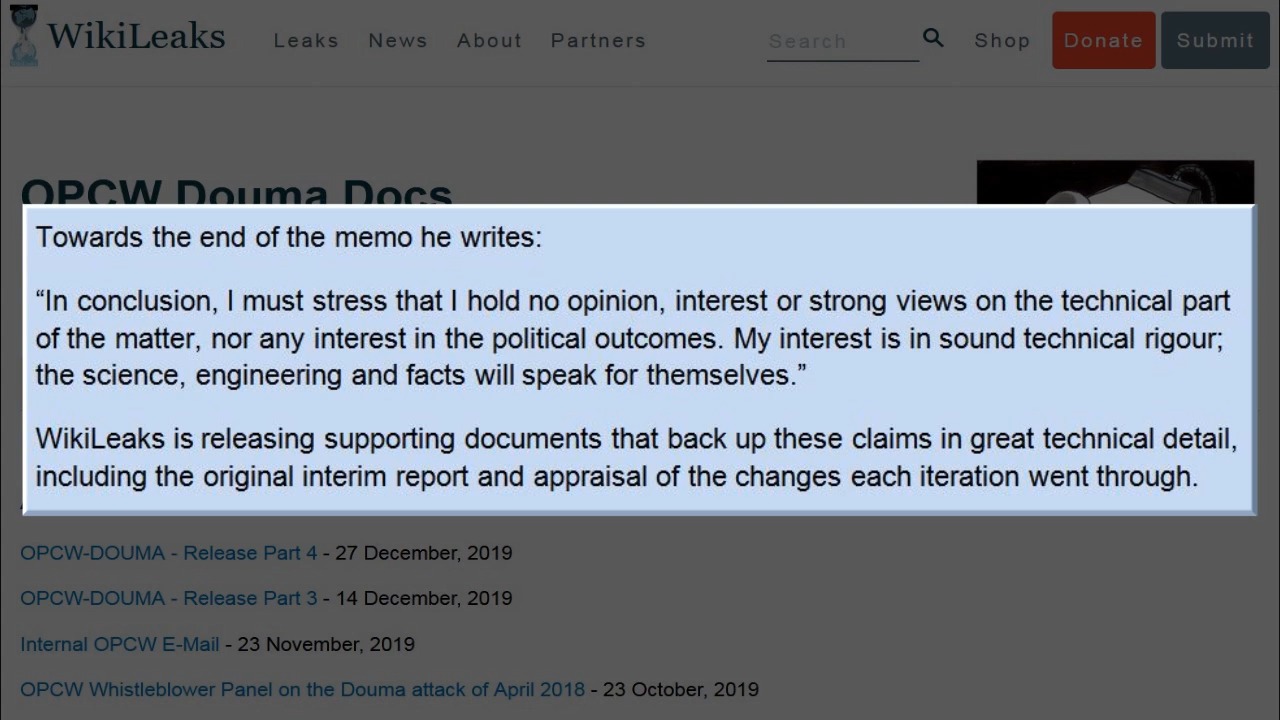 WikiLeaks Leaks News About Partners Search Shop Donate Submit
OPCW Douma Docs
Towards the end of the memo he writes:
“In conclusion, I must stress that I hold no opinion, interest or strong views on the technical part
of the matter, nor any interest in the political outcomes. My interest is in sound technical rigour;
the science, engineering and facts will speak for themselves.”
WikiLeaks is releasing supporting documents that back up these claims in great technical detail,
including the original interim report and appraisal of the changes each iteration went through.
OPCW-DOUMA - Release Part 4 - 27 December, 2019
OPCW-DOUMA - Release Part 3 - 14 December, 2019
Internal OPCW E-Mail - 23 November, 2019
OPCW Whistleblower Panel on the Douma attack of April 2018 - 23 October, 2019